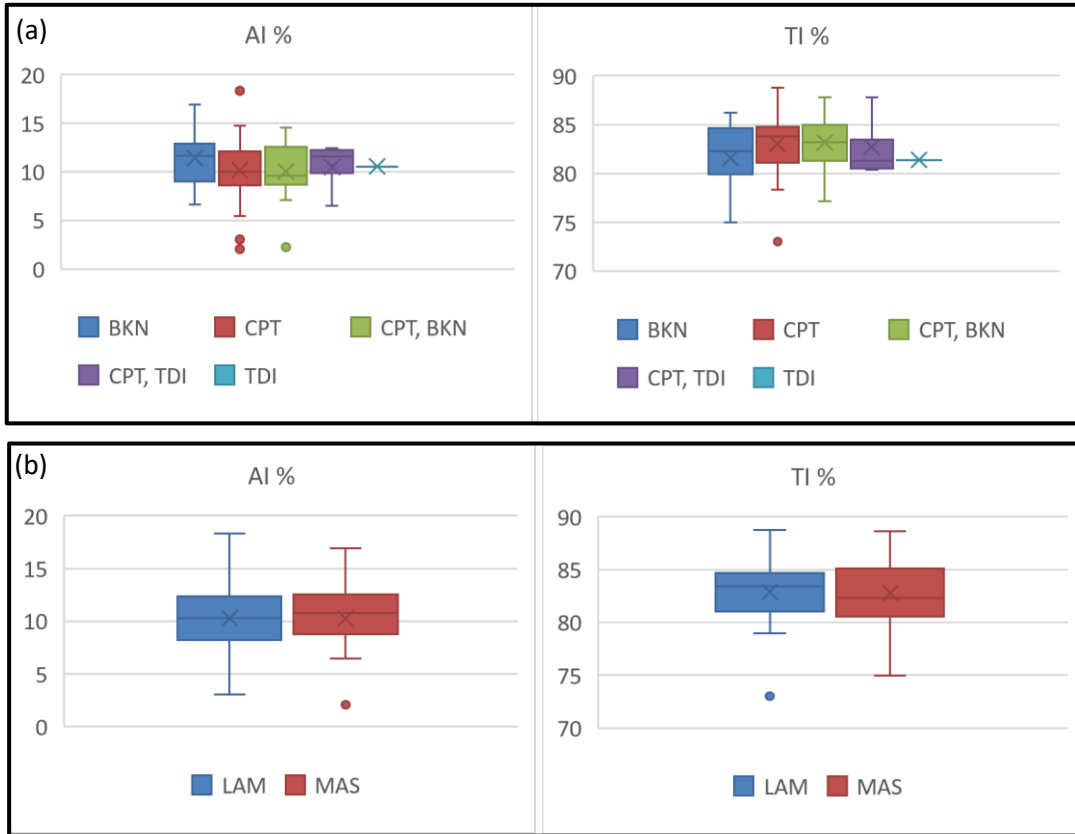 (a)
AI %
20
15
10
5
0
BKN CPT CPT, BKN
CPT, TDI TDI
TI %
90
85
80
75
70
BKN CPT CPT, BKN
CPT, TDI TDI
(b)
AI %
20
15
10
5
0
LAM MAS
TI %
90
85
80
75
70
LAM MAS